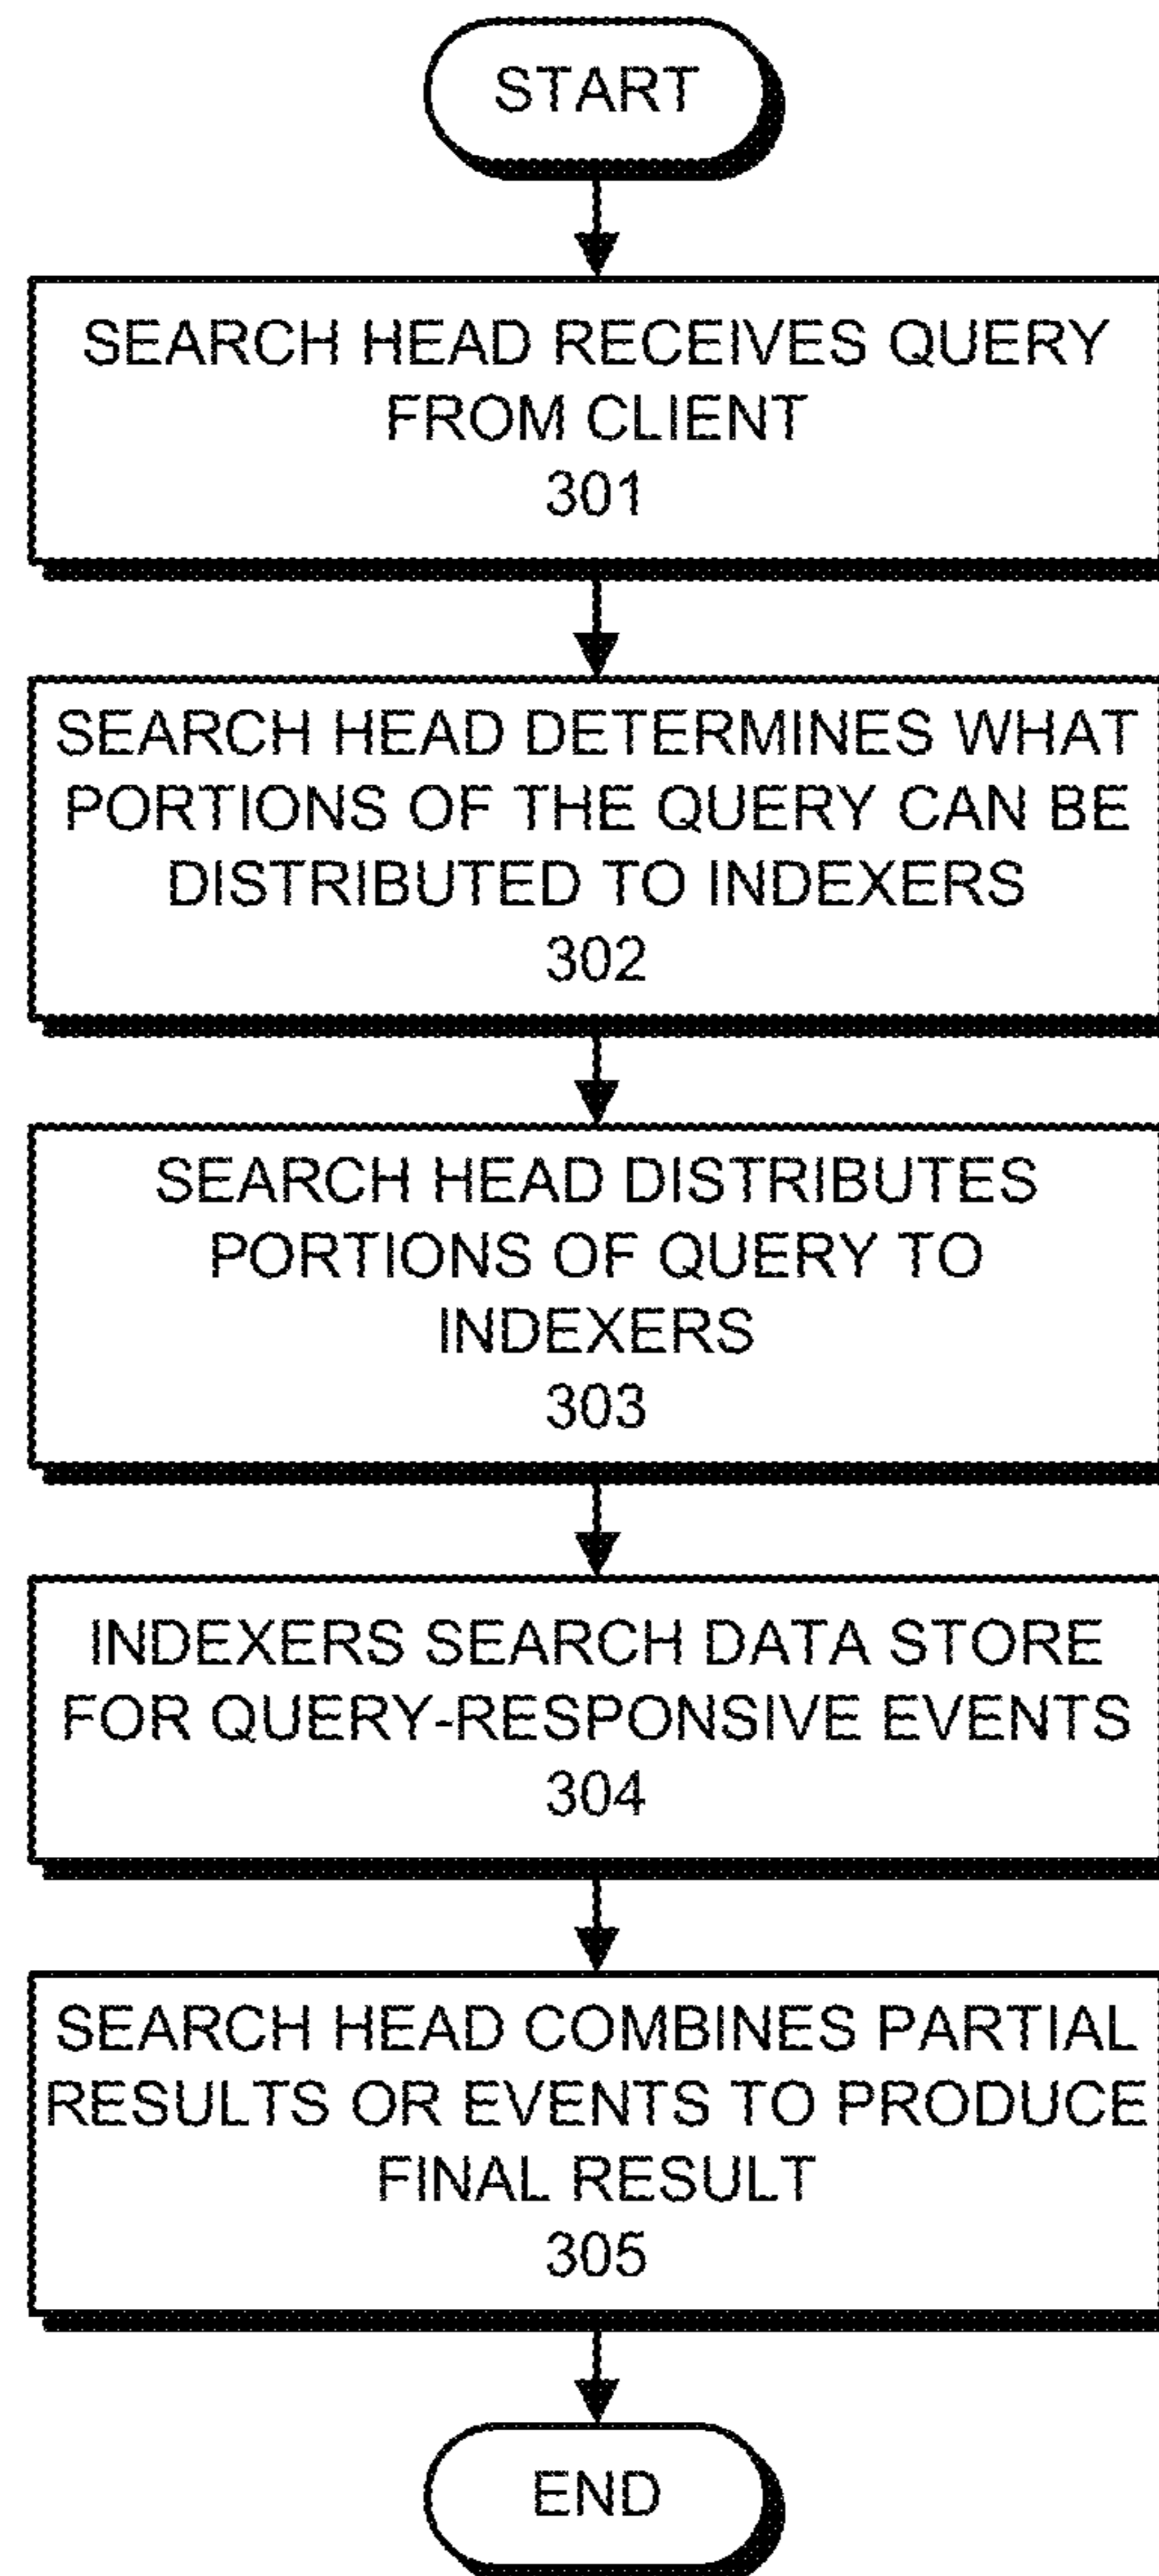 START
SEARCH HEAD RECEIVES QUERY
FROM CLIENT
301
SEARCH HEAD DETERMINES WHAT
PORTIONS OF THE QUERY CAN BE
DISTRIBUTED TO INDEXERS
302
SEARCH HEAD DISTRIBUTES
PORTIONS OF QUERY TO
INDEXERS
303
INDEXERS SEARCH DATA STORE
FOR QUERY-RESPONSIVE EVENTS
304
SEARCH HEAD COMBINES PARTIAL
RESULTS OR EVENTS TO PRODUCE
FINAL RESULT
305
END